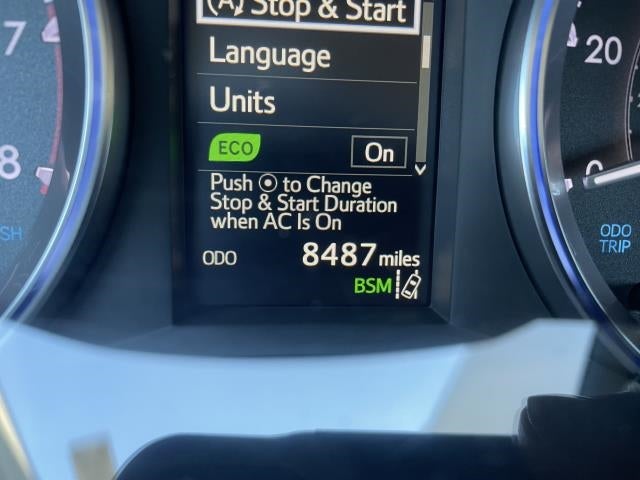 (A) Stop & Start
7
Language
20
Units
ECO On
8
0
Push to Change
Stop & Start Duration
when AC Is On
ODO 8487 miles
ODO
TRIP
SH
BSM